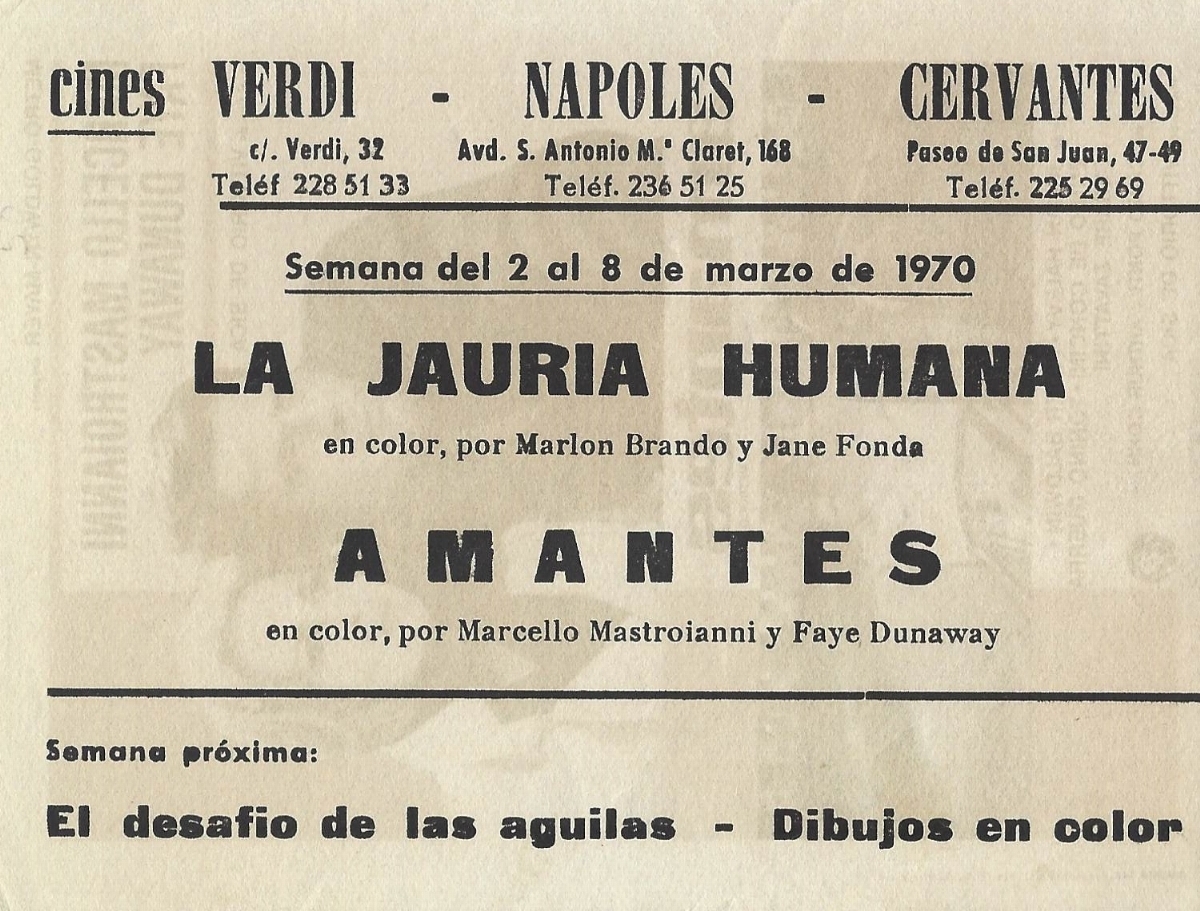 cines VERDI - NAPOLES - CERVANTES
c/. Verdi, 32 Avd. S. Antonio M.ª Claret, 168 Paseo de San Juan, 47-49
Teléf 228 51 33 Teléf. 236 51 25 Teléf. 225 29 69
Semana del 2 al 8 de marzo de 1970
LA JAURIA HUMANA
en color, por Marlon Brando y Jane Fonda
AMANTES
en color, por Marcello Mastroianni y Faye Dunaway
Semana próxima:
El desafio de las aguilas - Dibujos en color